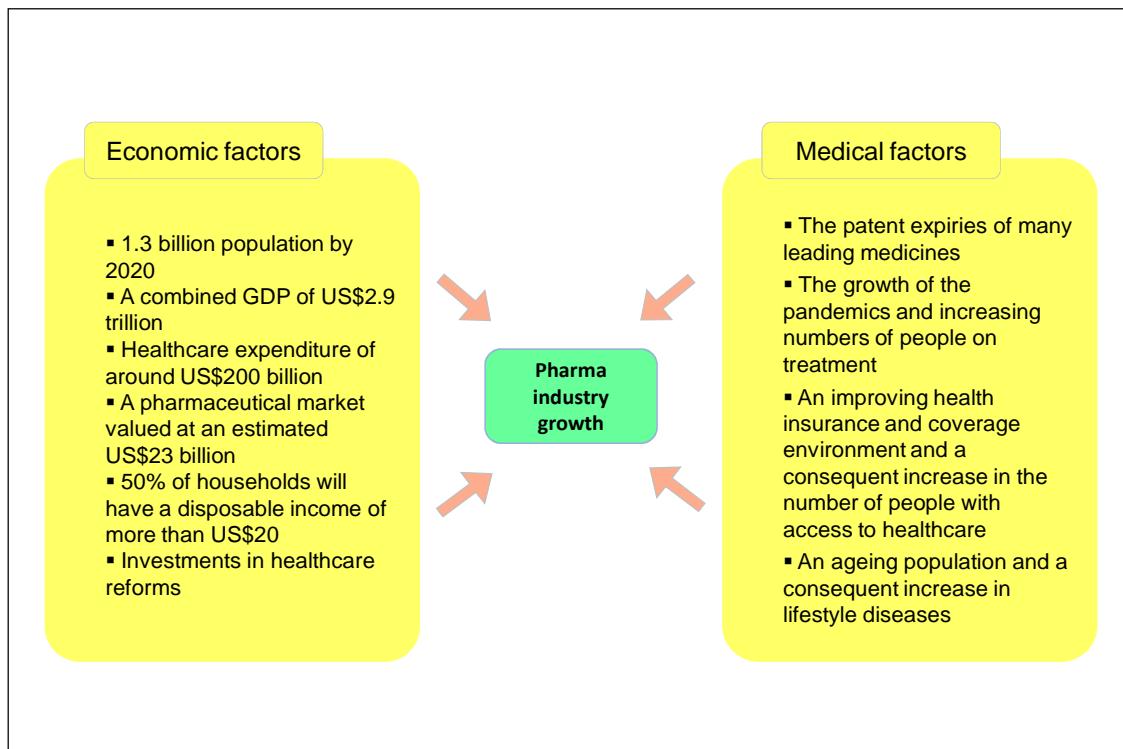 Economic factors
▪ 1.3 billion population by
2020
▪ A combined GDP of US$2.9
trillion
▪ Healthcare expenditure of
around US$200 billion
▪ A pharmaceutical market
valued at an estimated
US$23 billion
▪ 50% of households will
have a disposable income of
more than US$20
▪ Investments in healthcare
reforms
Pharma
industry
growth
Medical factors
▪ The patent expiries of many
leading medicines
▪ The growth of the
pandemics and increasing
numbers of people on
treatment
▪ An improving health
insurance and coverage
environment and a
consequent increase in the
number of people with
access to healthcare
▪ An ageing population and a
consequent increase in
lifestyle diseases